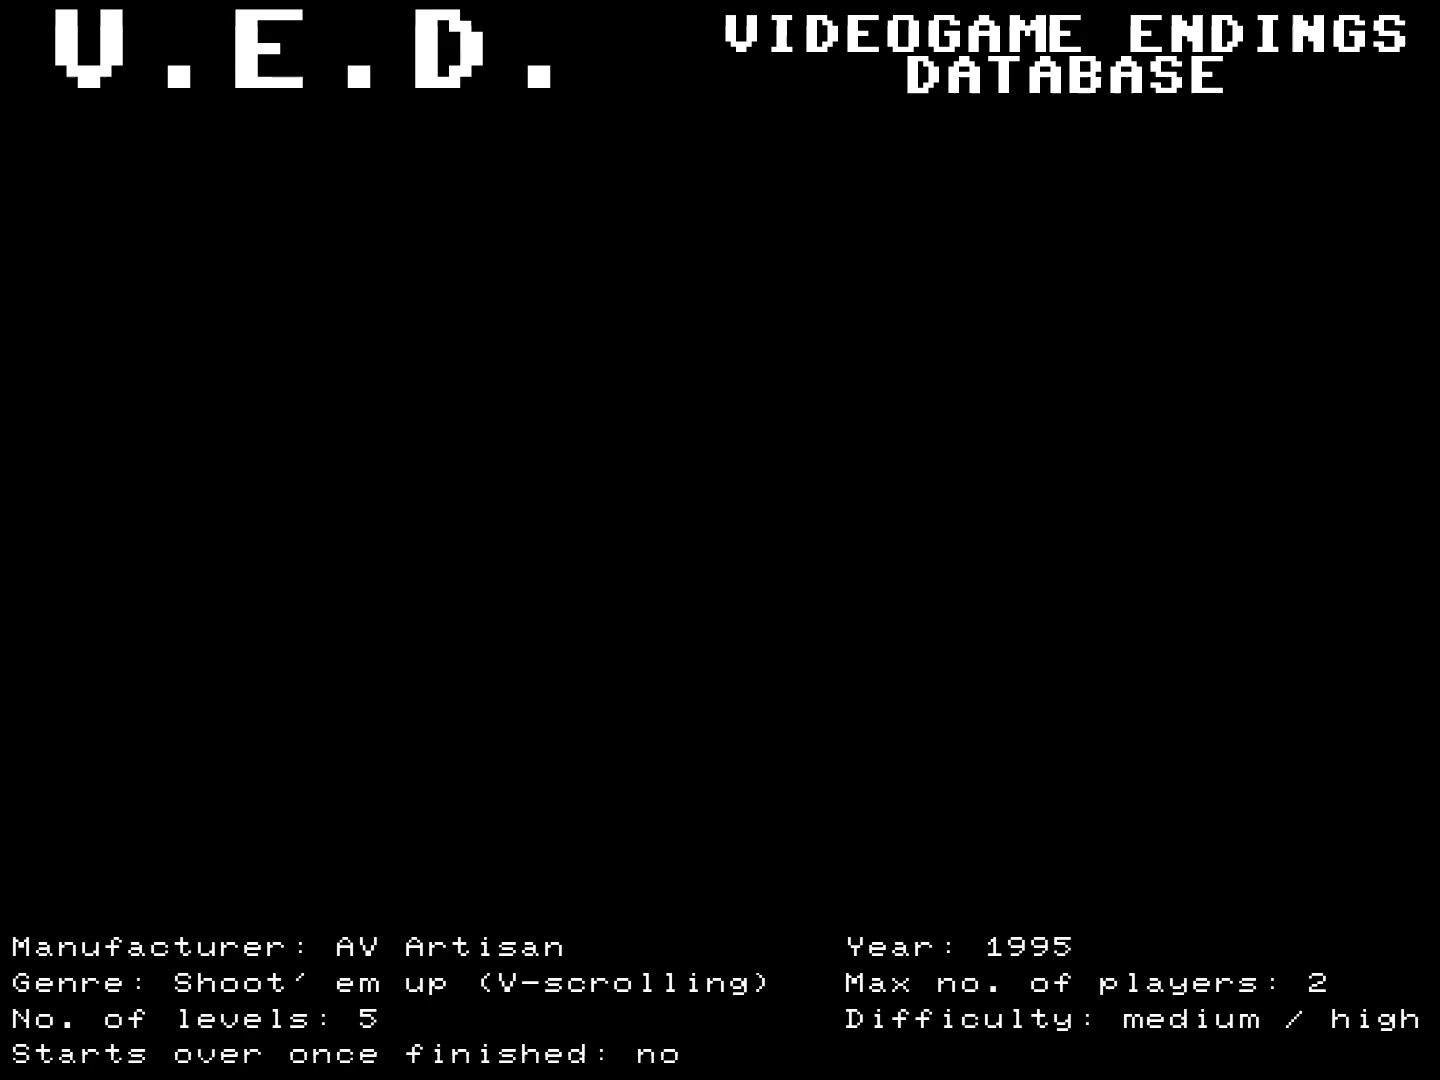 V.E.D.
VIDEOGAME ENDINGS
DATABASE
Manufacturer: AV Artisan
Genre: Shoot' em up (V-scrolling)
No. of levels: 5
Starts over once finished: no
Year: 1995
Max no. of players: 2
Difficulty: medium / high